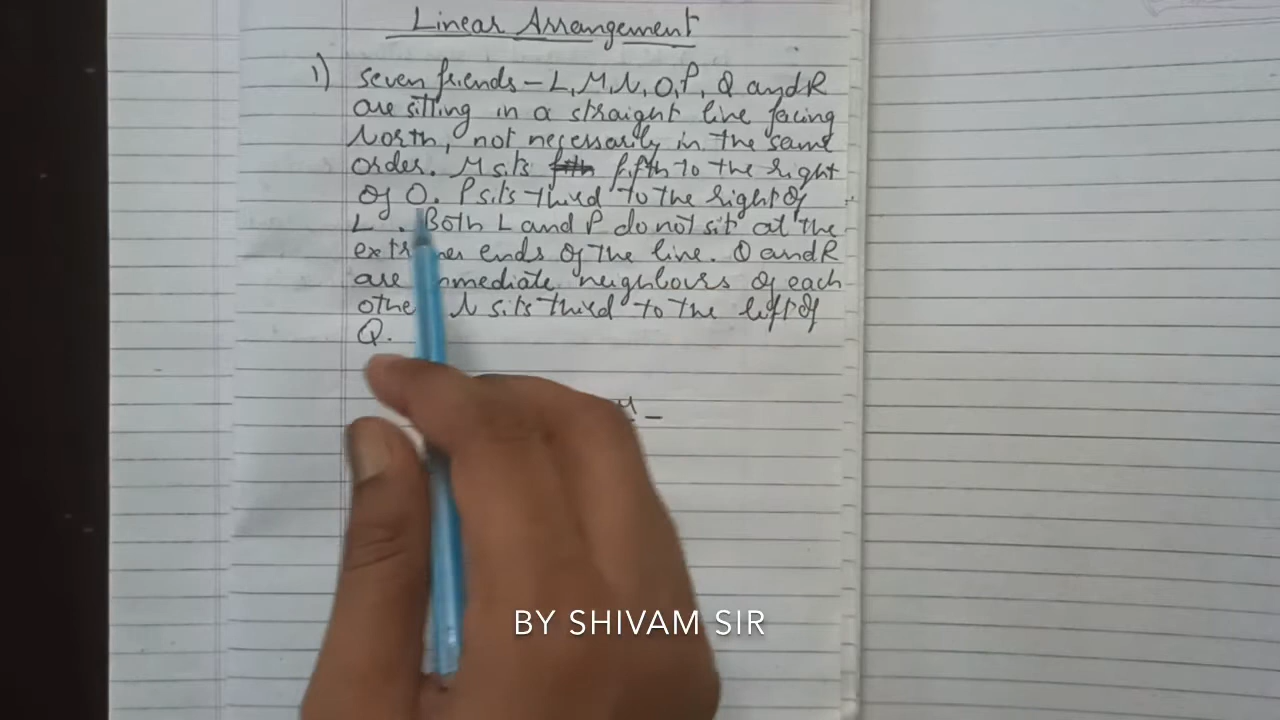 Linear Arrangement
1) Seven friends - L, M, N, O, P, Q and R
are sitting in a straight line facing
North, not necessarily in the same
order. M sits fifth to the right
of O. P sits third to the right of
L. Both L and P do not sit at the
ends of the line. Q and R
are immediate neighbours of each
N sits third to the left of
Q.
M -
BY SHIVAM SIR